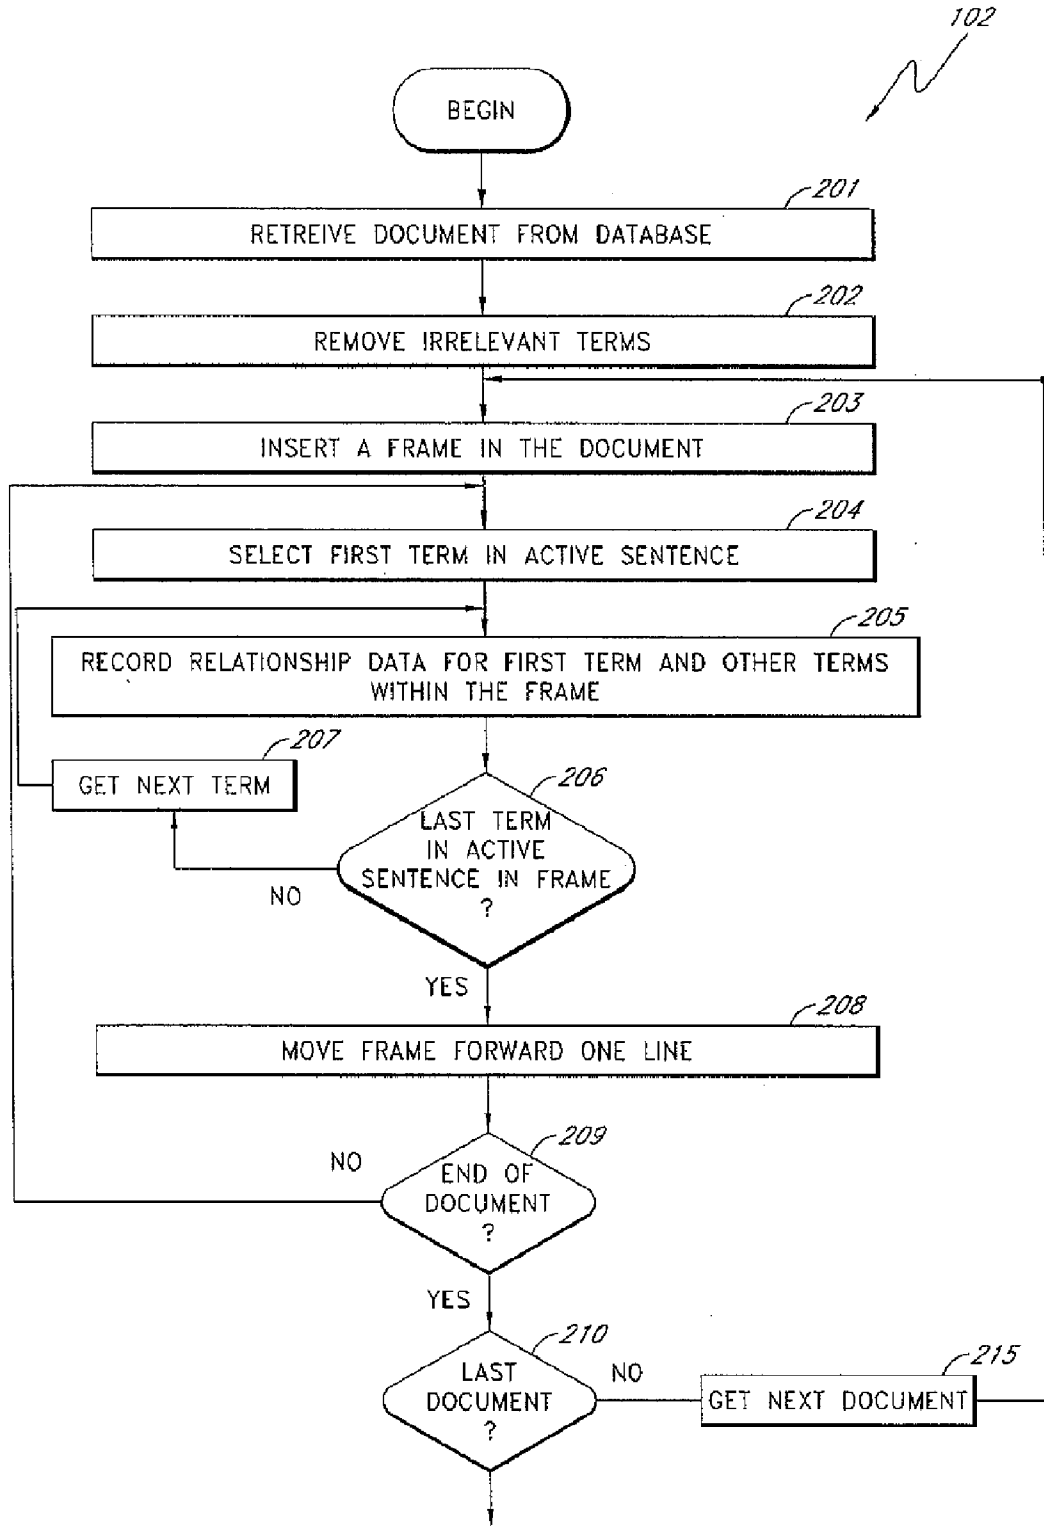 102
BEGIN
201
RETREIVE DOCUMENT FROM DATABASE
202
REMOVE IRRELEVANT TERMS
203
INSERT A FRAME IN THE DOCUMENT
204
SELECT FIRST TERM IN ACTIVE SENTENCE
205
RECORD RELATIONSHIP DATA FOR FIRST TERM AND OTHER TERMS
WITHIN THE FRAME
207
GET NEXT TERM
206
LAST TERM
IN ACTIVE
SENTENCE IN FRAME
?
NO
YES
208
MOVE FRAME FORWARD ONE LINE
209
NO
END OF
DOCUMENT
?
YES
210
LAST
DOCUMENT
?
NO
215
GET NEXT DOCUMENT